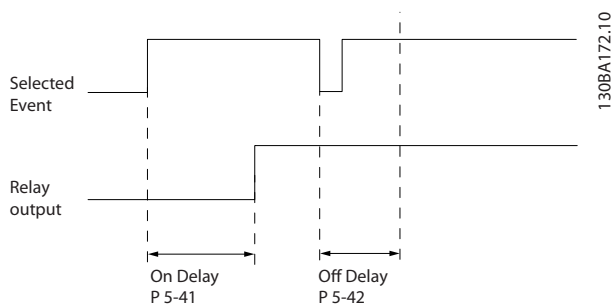 Selected
Event
Relay
output
On Delay
P 5-41
Off Delay
P 5-42
130BA172.10